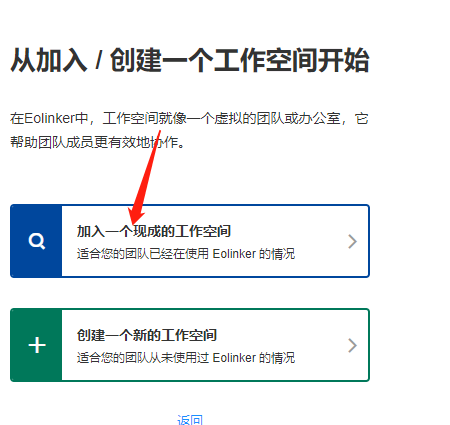 从加入 / 创建一个工作空间开始
在Eolinker中，工作空间就像一个虚拟的团队或办公室，它
帮助团队成员更有效地协作。
加入一个现成的工作空间
适合您的团队已经在使用 Eolinker 的情况
创建一个新的工作空间
适合您的团队从未使用过 Eolinker 的情况
返回